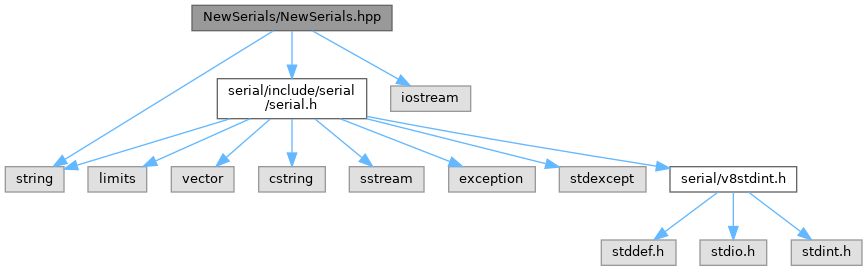 NewSerials/NewSerials.hpp
serial/include/serial
/serial.h
iostream
string
limits
vector
cstring
sstream
exception
stdexcept
serial/v8stdint.h
stddef.h
stdio.h
stdint.h